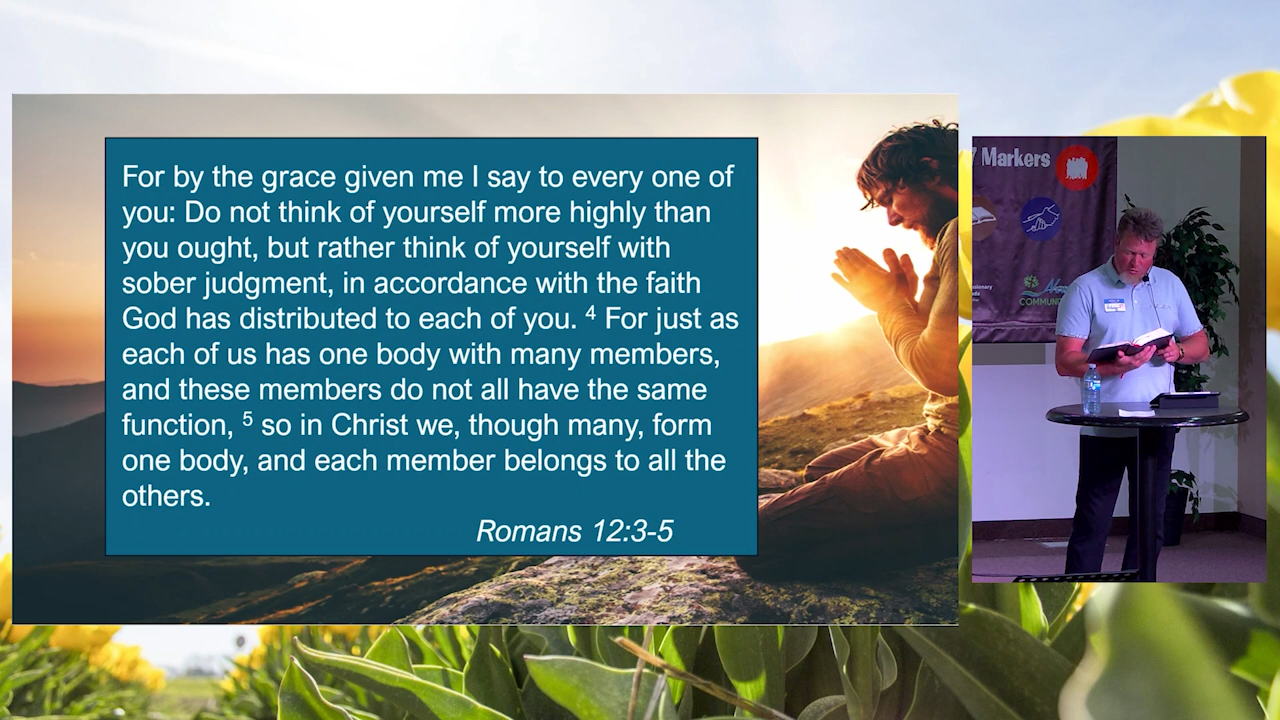 For by the grace given me I say to every one of
you: Do not think of yourself more highly than
you ought, but rather think of yourself with
sober judgment, in accordance with the faith
God has distributed to each of you. 4 For just as
each of us has one body with many members,
and these members do not all have the same
function, 5 so in Christ we, though many, form
one body, and each member belongs to all the
others.
Romans 12:3-5
7 Markers